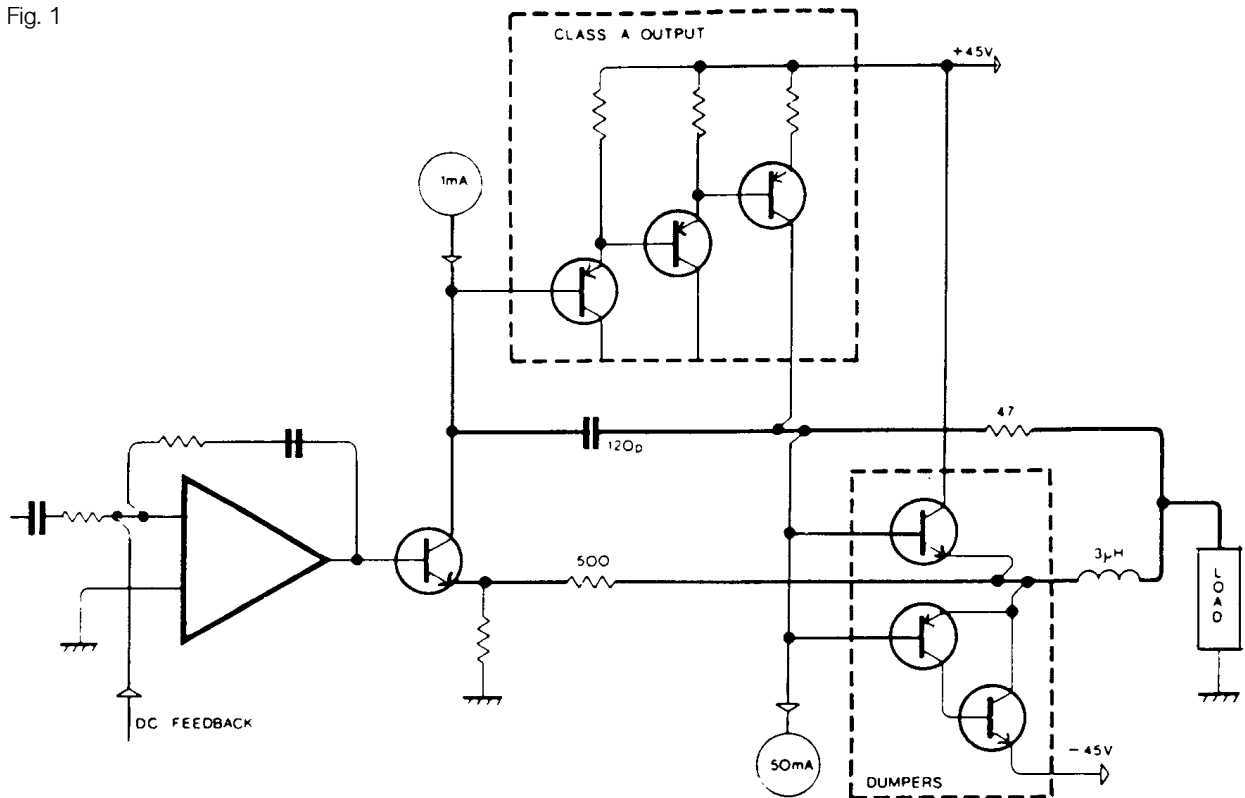 Fig. 1
CLASS A OUTPUT
+45V
1mA
120p
47
500
3µH
LOAD
DC FEEDBACK
50mA
DUMPERS
-45V